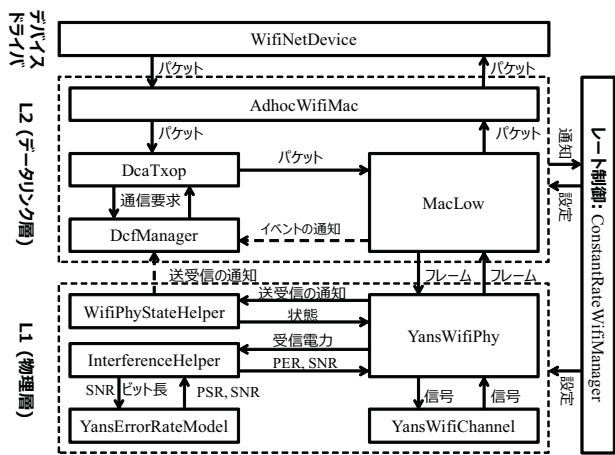 デバイス
ドライバ
WifiNetDevice
パケット
パケット
L2 (データリンク層)
AdhocWifiMac
パケット
パケット
DcaTxop
パケット
MacLow
通信要求
DcfManager
イベントの通知
通知
設定
レート制御: ConstantRateWifiManager
送受信の通知
フレーム
フレーム
L1 (物理層)
WifiPhyStateHelper
送受信の通知
状態
YansWifiPhy
InterferenceHelper
受信電力
PER, SNR
設定
SNR
ビット長
PSR, SNR
信号
信号
YansErrorRateModel
YansWifiChannel